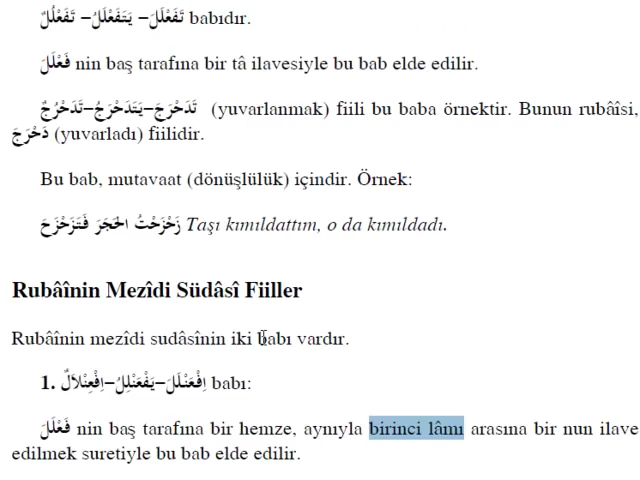 تَفَعْلَلَ– يَتَفَعْلَلُ– تَفَعْلُلٌ babıdır.
فَعْلَلَ nin baş tarafına bir tâ ilavesiyle bu bab elde edilir.
تَدَحْرَجَ–يَتَدَحْرَجُ–تَدَحْرُجٌ (yuvarlanmak) fiili bu baba örnektir. Bunun rubâîsi,
دَحْرَجَ (yuvarladı) fiilidir.
Bu bab, mutavaat (dönüşlülük) içindir. Örnek:
زَحْزَحْتُ الحَجَرَ فَتَزَحْزَحَ Taşı kımıldattım, o da kımıldadı.
Rubâînin Mezîdi Südâsî Fiiller
Rubâînin mezîdi sudâsînin iki babı vardır.
1. اِفْعَنْلَلَ–يَفْعَنْلِلُ–اِفْعِنْلاَلٌ babı:
فَعْلَلَ nin baş tarafına bir hemze, aynıyla birinci lâmı arasına bir nun ilave
edilmek suretiyle bu bab elde edilir.